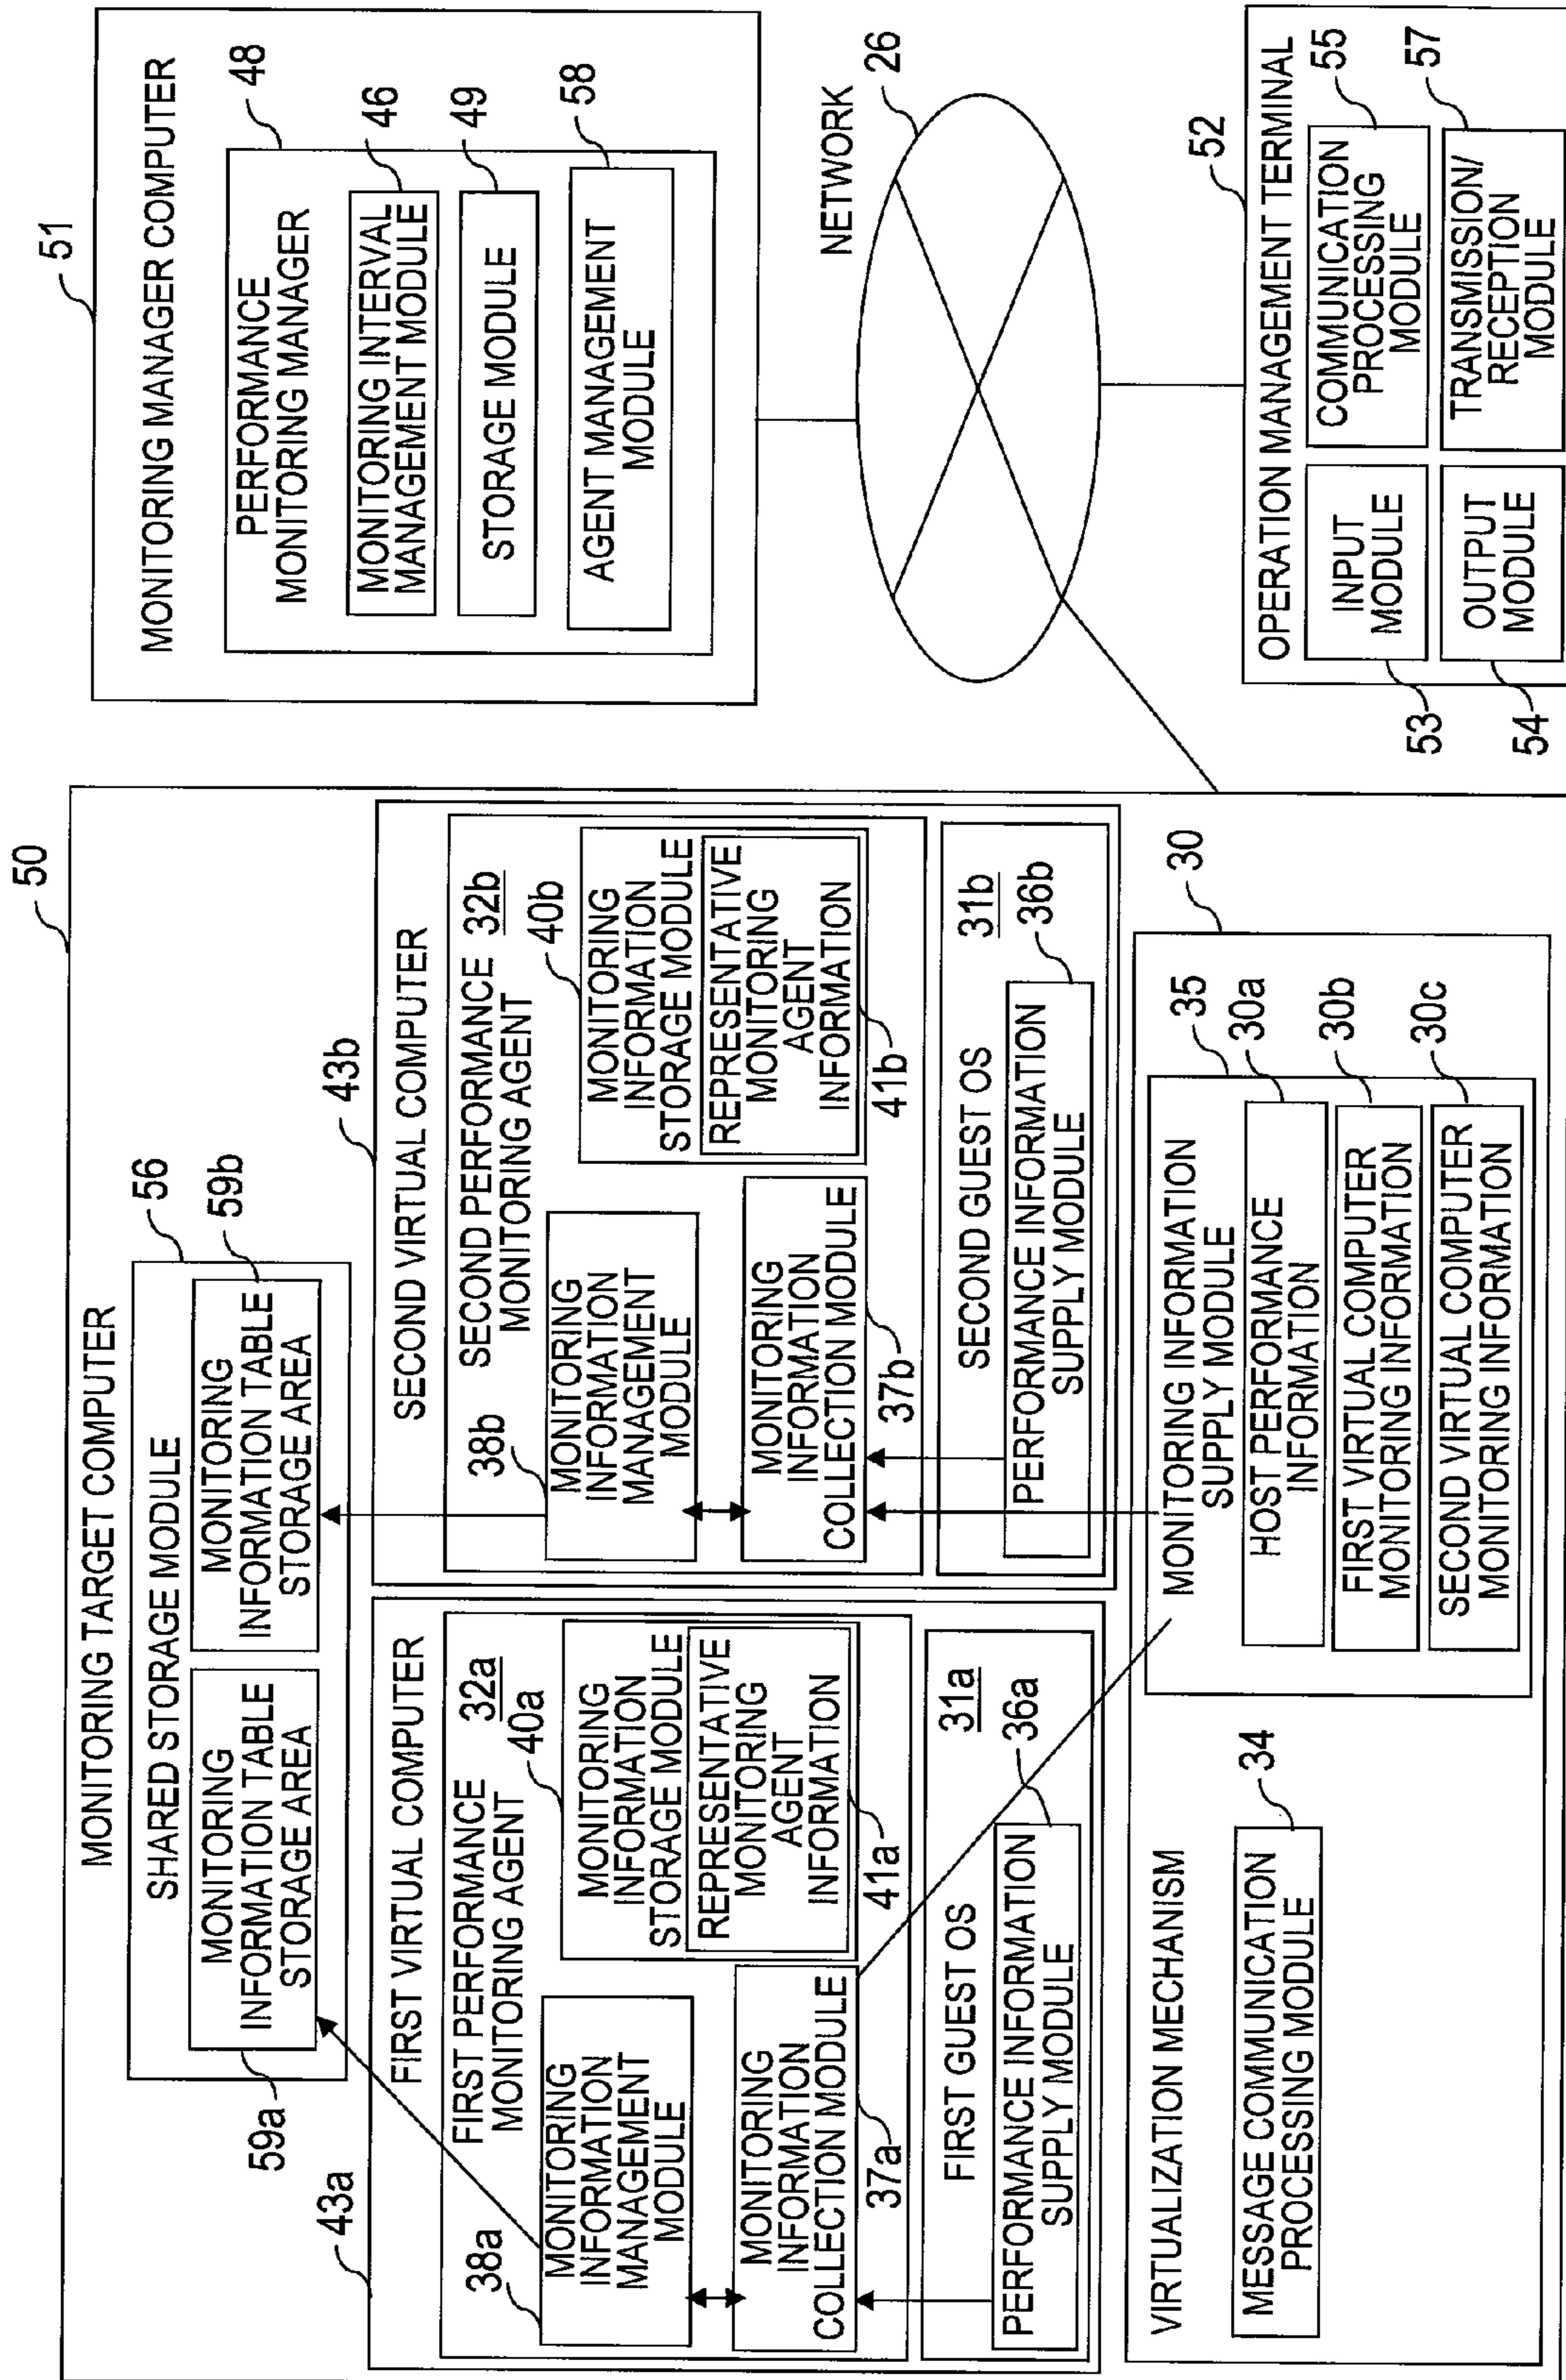 50
MONITORING TARGET COMPUTER
SHARED STORAGE MODULE
56
MONITORING
INFORMATION TABLE
STORAGE AREA
59a
MONITORING
INFORMATION TABLE
STORAGE AREA
59b
43a
FIRST VIRTUAL COMPUTER
FIRST PERFORMANCE
MONITORING AGENT
32a
38a
MONITORING
INFORMATION
MANAGEMENT
MODULE
40a
MONITORING
INFORMATION
STORAGE MODULE
REPRESENTATIVE
MONITORING
AGENT
INFORMATION
41a
MONITORING
INFORMATION
COLLECTION MODULE
37a
FIRST GUEST OS
31a
PERFORMANCE INFORMATION
SUPPLY MODULE
36a
43b
SECOND VIRTUAL COMPUTER
SECOND PERFORMANCE
MONITORING AGENT
32b
38b
MONITORING
INFORMATION
MANAGEMENT
MODULE
40b
MONITORING
INFORMATION
STORAGE MODULE
REPRESENTATIVE
MONITORING
AGENT
INFORMATION
41b
MONITORING
INFORMATION
COLLECTION MODULE
37b
SECOND GUEST OS
31b
PERFORMANCE INFORMATION
SUPPLY MODULE
36b
30
VIRTUALIZATION MECHANISM
MESSAGE COMMUNICATION
PROCESSING MODULE
34
MONITORING INFORMATION
SUPPLY MODULE
35
HOST PERFORMANCE
INFORMATION
30a
FIRST VIRTUAL COMPUTER
MONITORING INFORMATION
30b
SECOND VIRTUAL COMPUTER
MONITORING INFORMATION
30c
51
MONITORING MANAGER COMPUTER
PERFORMANCE
MONITORING MANAGER
48
MONITORING INTERVAL
MANAGEMENT MODULE
46
STORAGE MODULE
49
AGENT MANAGEMENT
MODULE
58
NETWORK
26
52
OPERATION MANAGEMENT TERMINAL
INPUT
MODULE
53
COMMUNICATION
PROCESSING
MODULE
55
OUTPUT
MODULE
54
TRANSMISSION/
RECEPTION
MODULE
57